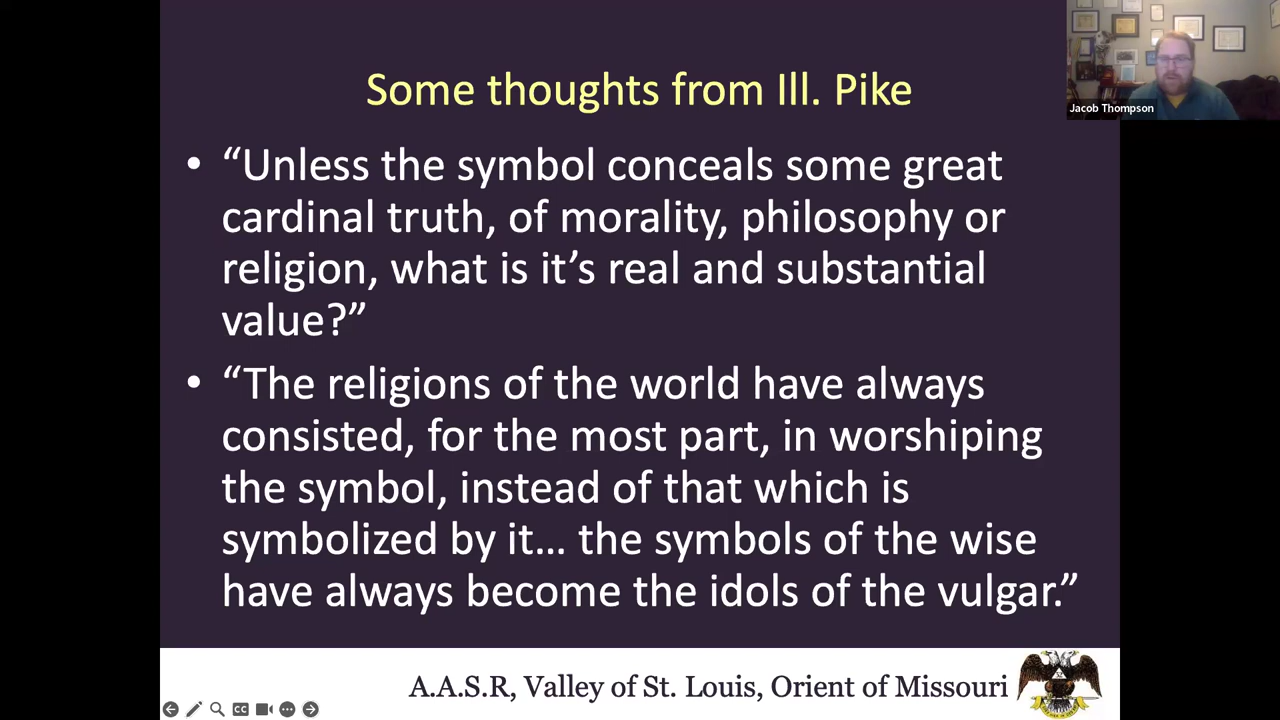 Some thoughts from Ill. Pike
Jacob Thompson
• “Unless the symbol conceals some great
cardinal truth, of morality, philosophy or
religion, what is it’s real and substantial
value?”
• “The religions of the world have always
consisted, for the most part, in worshiping
the symbol, instead of that which is
symbolized by it… the symbols of the wise
have always become the idols of the vulgar.”
A.A.S.R, Valley of St. Louis, Orient of Missouri
CC